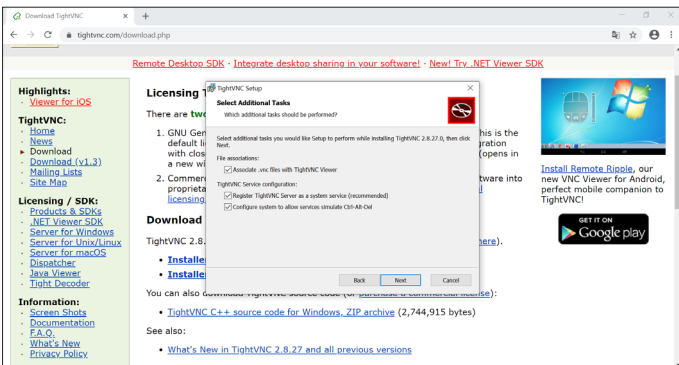 Download TightVNC
tightvnc.com/download.php
Remote Desktop SDK · Integrate desktop sharing in your software! · New! Try .NET Viewer SDK
Highlights:
Viewer for iOS
TightVNC:
Home
News
Download
Download (v1.3)
Mailing Lists
Site Map
Licensing / SDK:
Products & SDKs
.NET Viewer SDK
Server for Windows
Server for Unix/Linux
Server for macOS
Dispatcher
Java Viewer
Tight Decoder
Information:
Screen Shots
Documentation
F.A.Q.
What's New
Privacy Policy
Licensing
There are
1. GNU
default
with
a new
2.
licensing
his is the
(opens in
tware into
TightVNC Setup
Select Additional Tasks
Which additional tasks should be performed?
Select additional tasks you would like Setup to perform while installing TightVNC 2.8.27.0, then click
Next.
File associations:
Associate .vnc files with TightVNC Viewer
TightVNC Service configuration:
Register TightVNC Server as a system service (recommended)
Configure system to allow services simulate Ctrl-Alt-Del
Back Next Cancel
Download
TightVNC 2.8.
here).
Installe
Installe
You can also download TightVNC source code (or purchase a commercial license):
TightVNC C++ source code for Windows, ZIP archive (2,744,915 bytes)
See also:
What's New in TightVNC 2.8.27 and all previous versions
Install Remote Ripple, our
new VNC Viewer for Android,
perfect mobile companion to
TightVNC!
GET IT ON
Google play